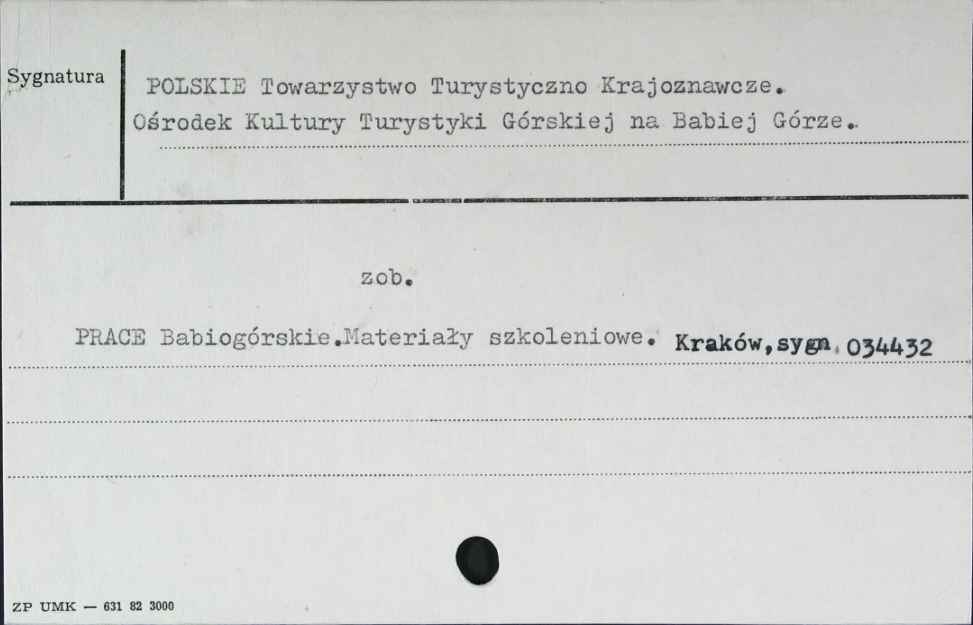 Sygnatura
POLSKIE Towarzystwo Turystyczno Krajoznawcze.
Ośrodek Kultury Turystyki Górskiej na Babiej Górze.
zob.
PRACE Babiogórskie.Materiały szkoleniowe. Kraków,sygn. 034432
ZP UMK — 631 82 3000